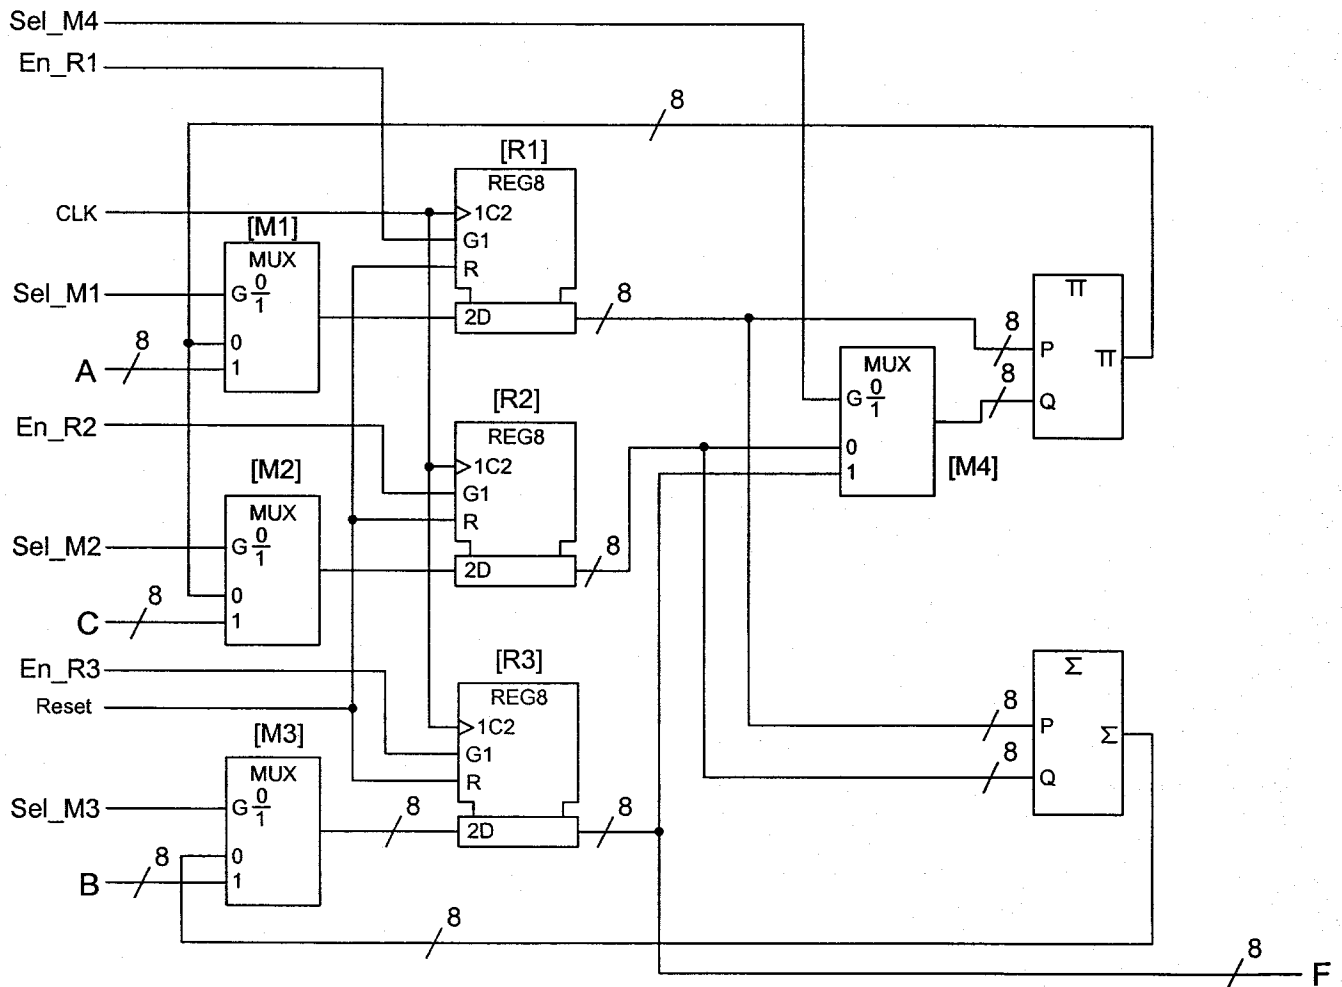 Sel_M4
En_R1
8
[R1]
REG8
CLK
1C2
[M1]
G1
MUX
R
Sel_M1
G 0/1
8
2D
π
8
0
8
P
π
A
1
MUX
8
[R2]
G 0/1
Q
En_R2
REG8
0
[M2]
1C2
1
[M4]
G1
MUX
R
Sel_M2
G 0/1
8
2D
8
0
C
1
En_R3
[R3]
Σ
REG8
Reset
8
1C2
P
Σ
[M3]
G1
8
MUX
R
Q
Sel_M3
G 0/1
8
8
2D
8
0
B
1
8
8
F